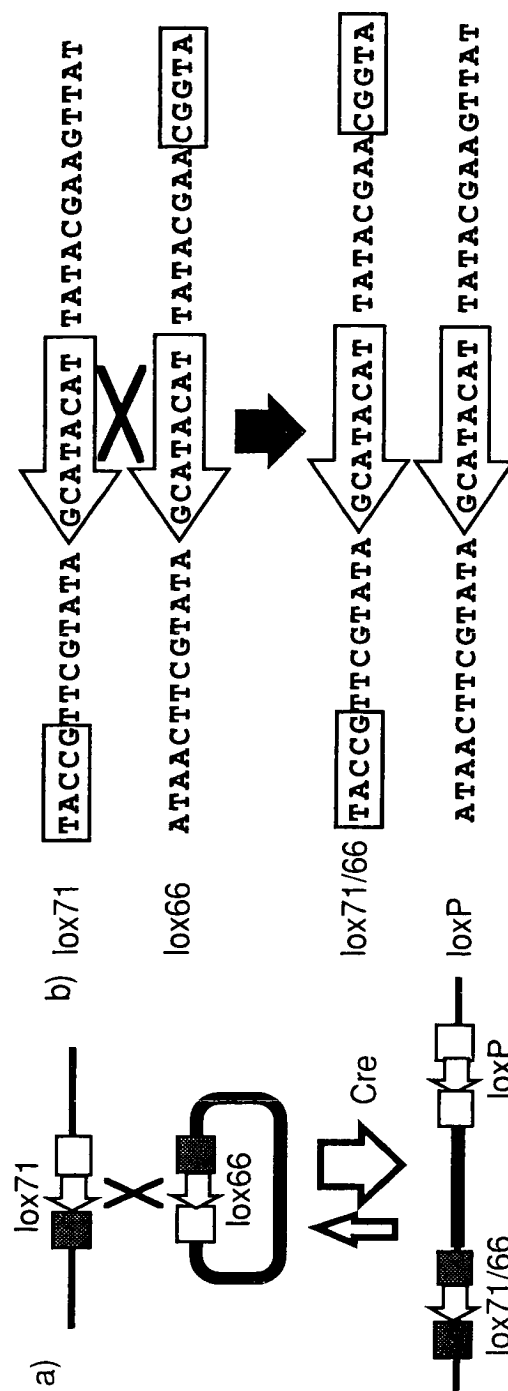 a)
lox71
lox66
Cre
lox71/66
loxP
b)
lox71 TACCGTTCGTATA GCATACAT TATACGAAGTTAT
lox66 ATAACTTCGTATA GCATACAT TATACGAACGGTA
lox71/66 TACCGTTCGTATA GCATACAT TATACGAACGGTA
loxP ATAACTTCGTATA GCATACAT TATACGAAGTTAT